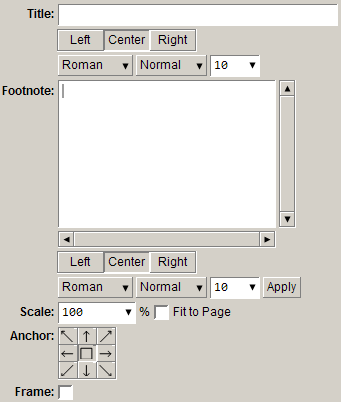 Title:
Left Center Right
Roman Normal 10
Footnote:
Left Center Right
Roman Normal 10 Apply
Scale: 100 % Fit to Page
Anchor:
Frame: